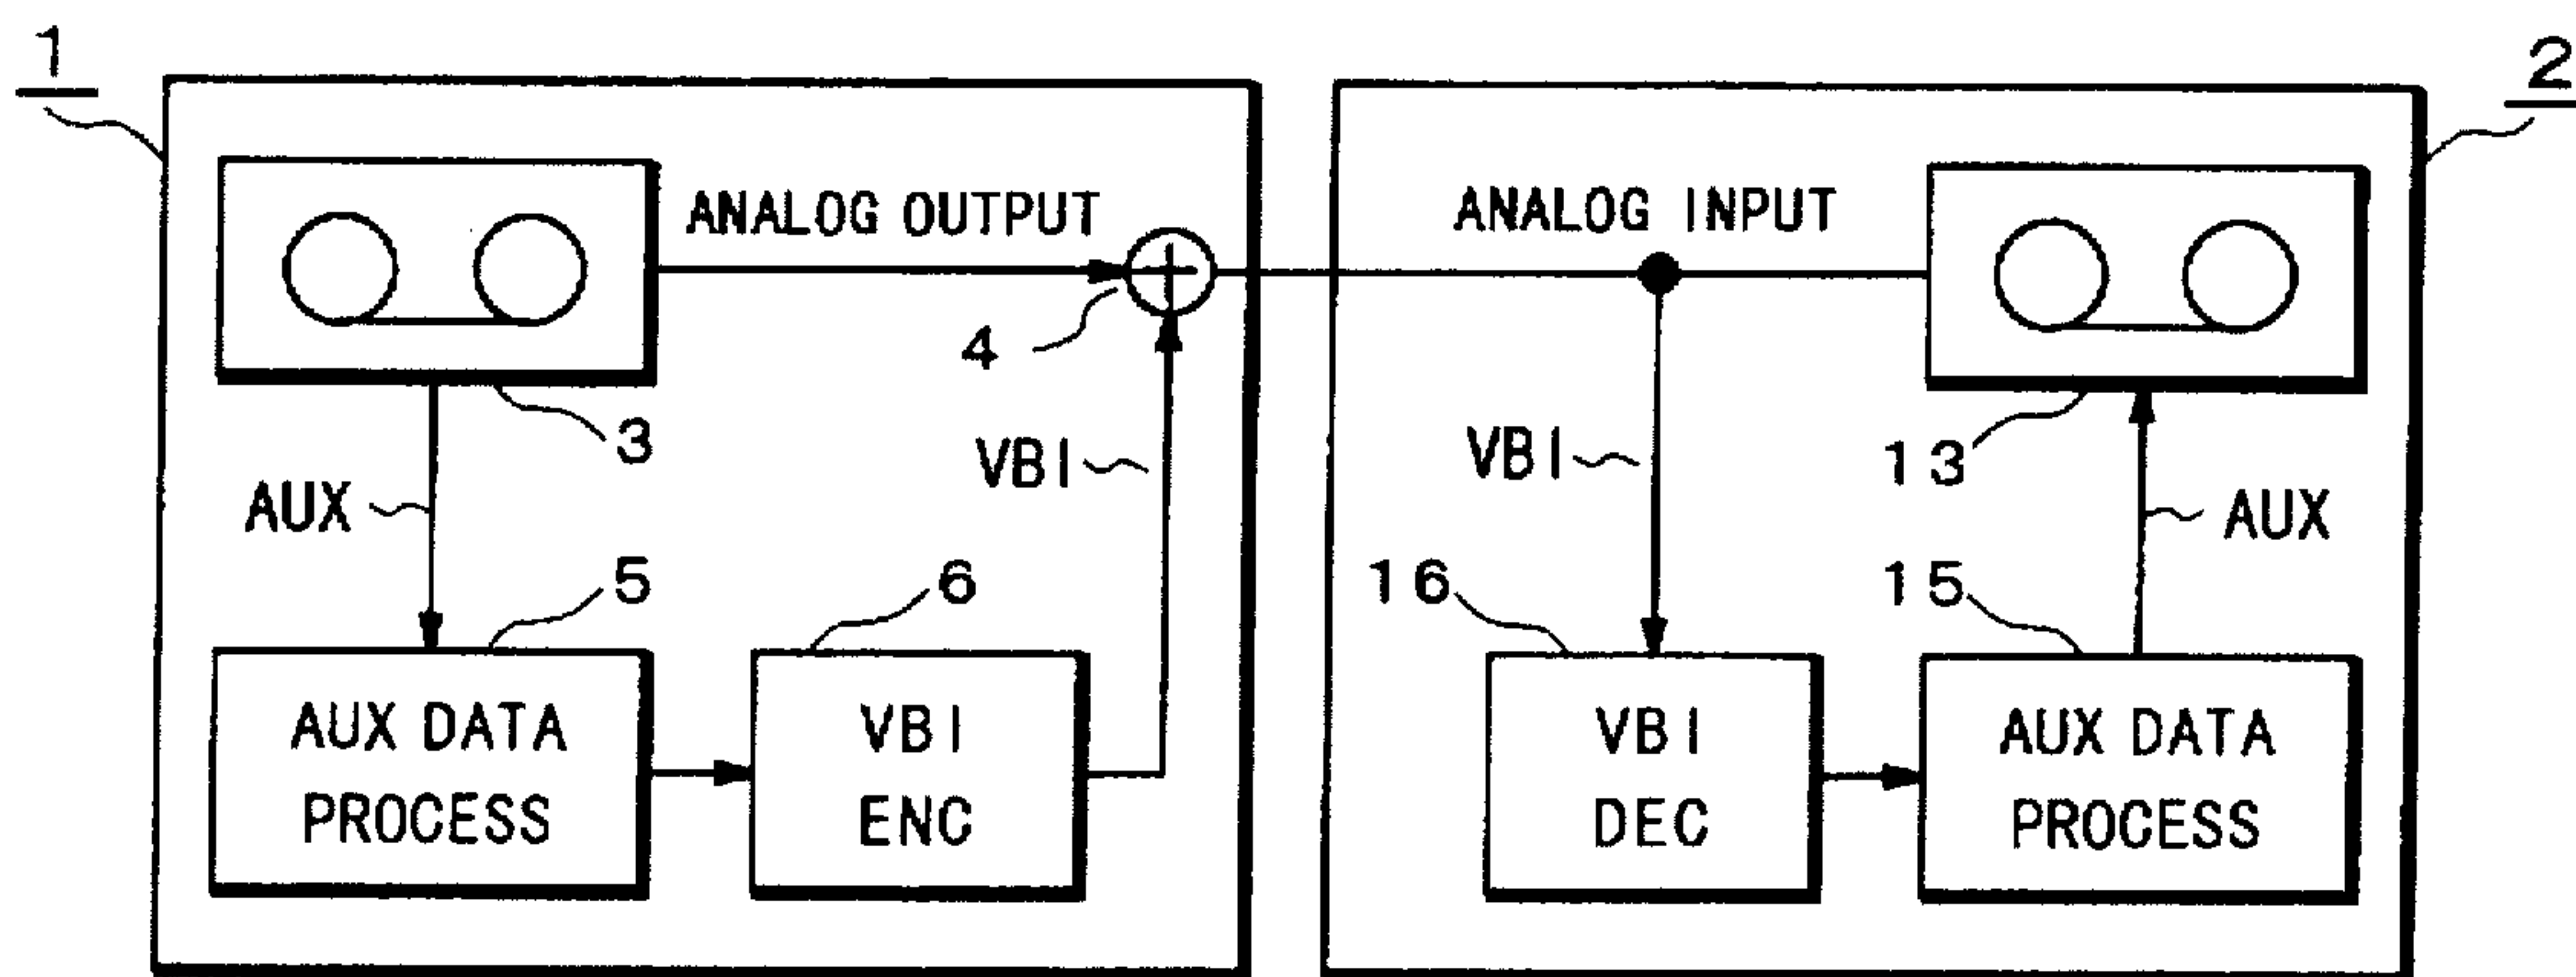 1
2
ANALOG OUTPUT
ANALOG INPUT
4
3
13
VBI
VBI
AUX
AUX
5
6
16
15
AUX DATA
PROCESS
VBI
ENC
VBI
DEC
AUX DATA
PROCESS